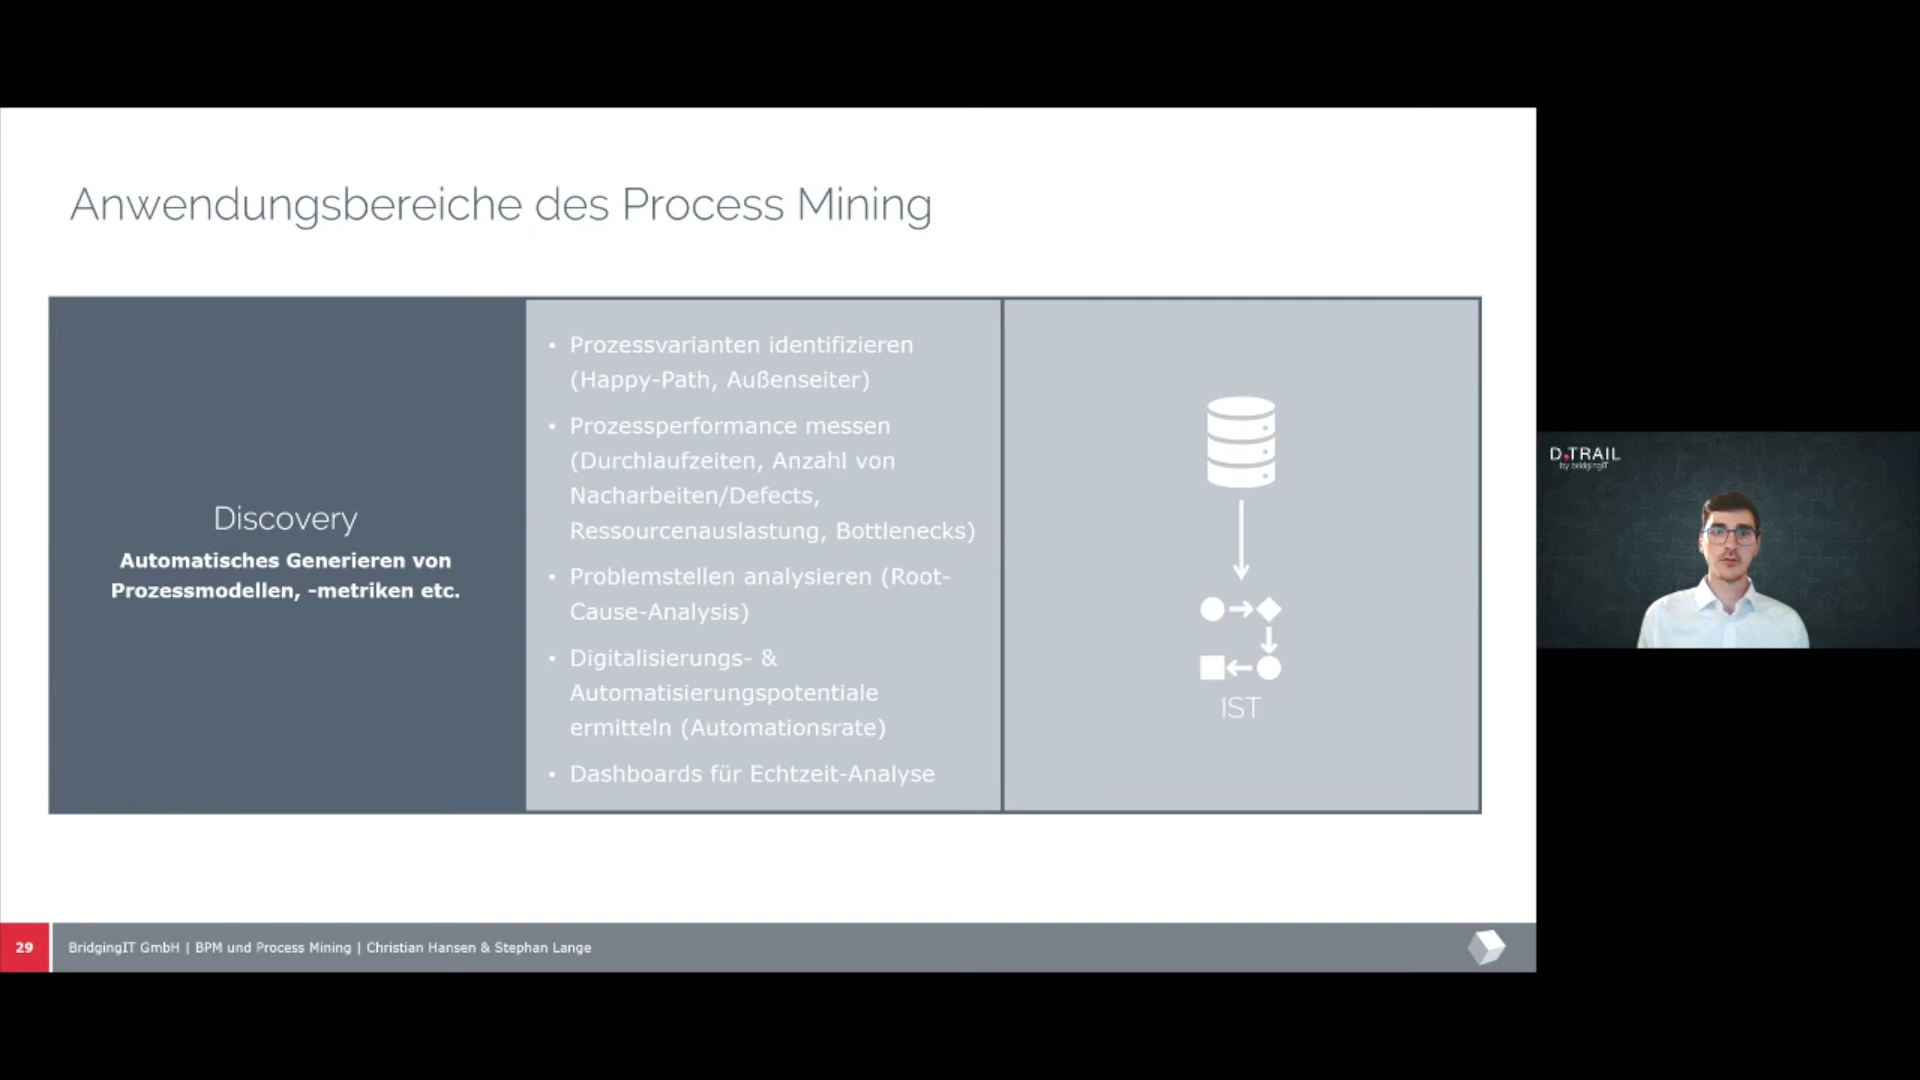 Anwendungsbereiche des Process Mining
Discovery
Automatisches Generieren von
Prozessmodellen, -metriken etc.
• Prozessvarianten identifizieren
(Happy-Path, Außenseiter)
• Prozessperformance messen
(Durchlaufzeiten, Anzahl von
Nacharbeiten/Defects,
Ressourcenauslastung, Bottlenecks)
• Problemstellen analysieren (Root-
Cause-Analysis)
• Digitalisierungs- &
Automatisierungspotentiale
ermitteln (Automationsrate)
• Dashboards für Echtzeit-Analyse
IST
D.TRAIL
by bridgingIT
29
BridgingIT GmbH | BPM und Process Mining | Christian Hansen & Stephan Lange